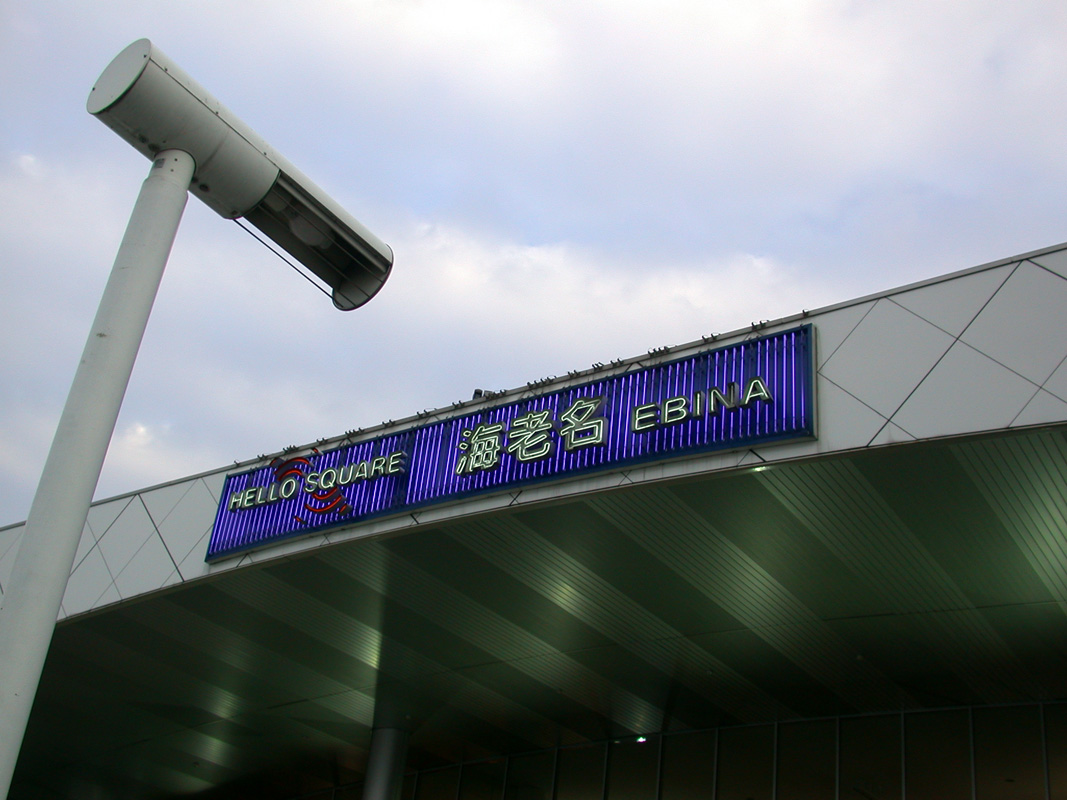 HELLO SQUARE 海老名 EBINA